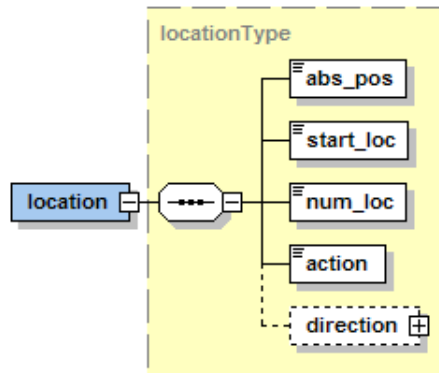 locationType
abs_pos
start_loc
num_loc
location
action
direction